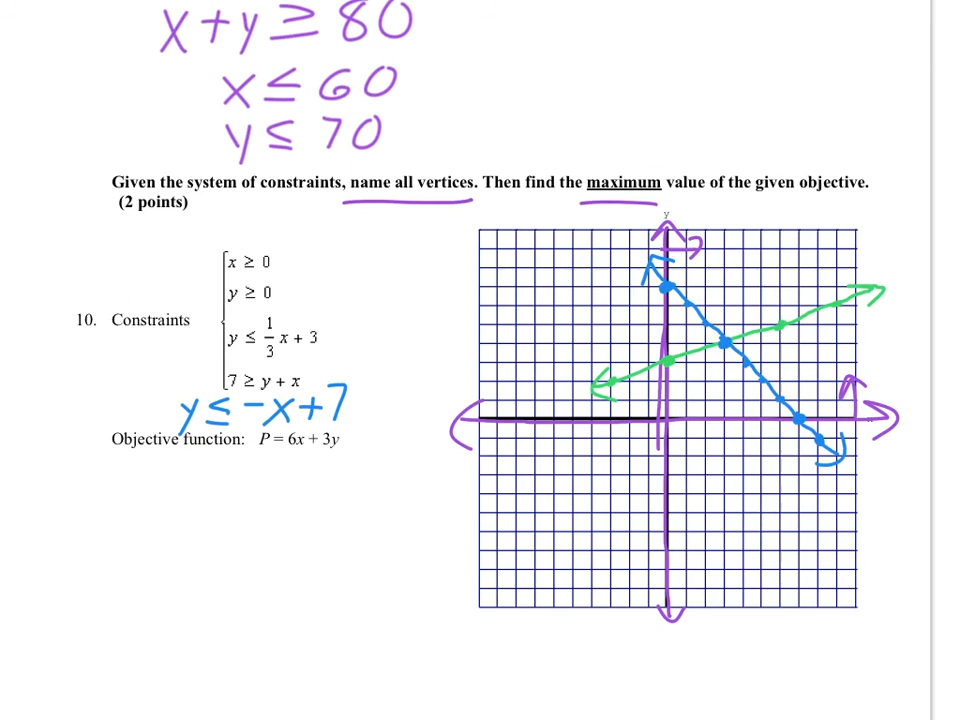 x+y≥80
x≤60
y≤70
Given the system of constraints, name all vertices. Then find the maximum value of the given objective.
(2 points)
y
x ≥ 0
y ≥ 0
10. Constraints
y ≤ 1/3 x + 3
7 ≥ y + x
y≤-x+7
Objective function: P = 6x + 3y